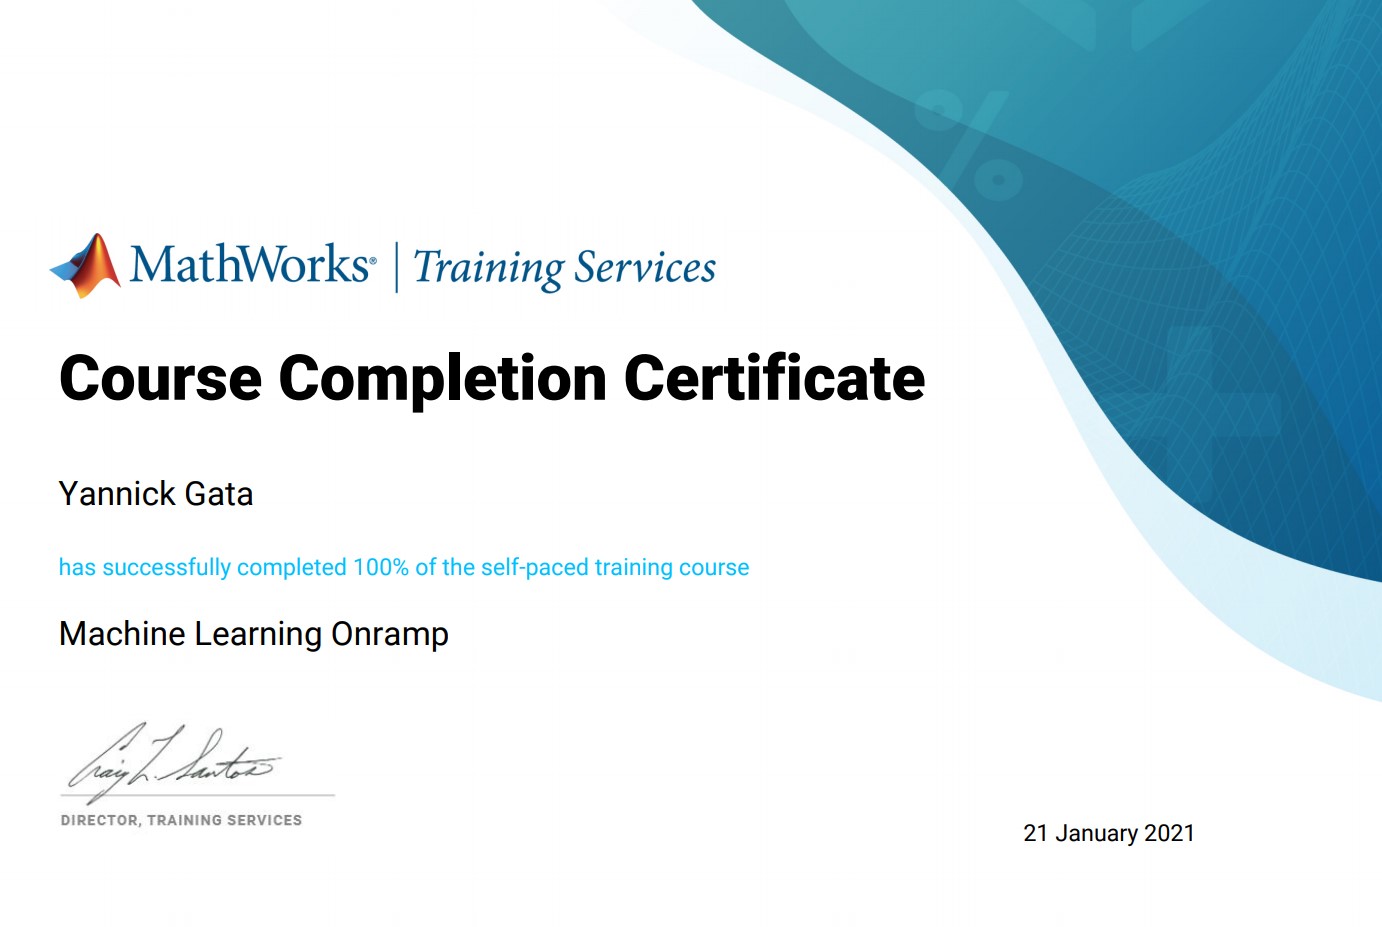 MathWorks® | Training Services
Course Completion Certificate
Yannick Gata
has successfully completed 100% of the self-paced training course
Machine Learning Onramp
Craig L. Santos
DIRECTOR, TRAINING SERVICES
21 January 2021